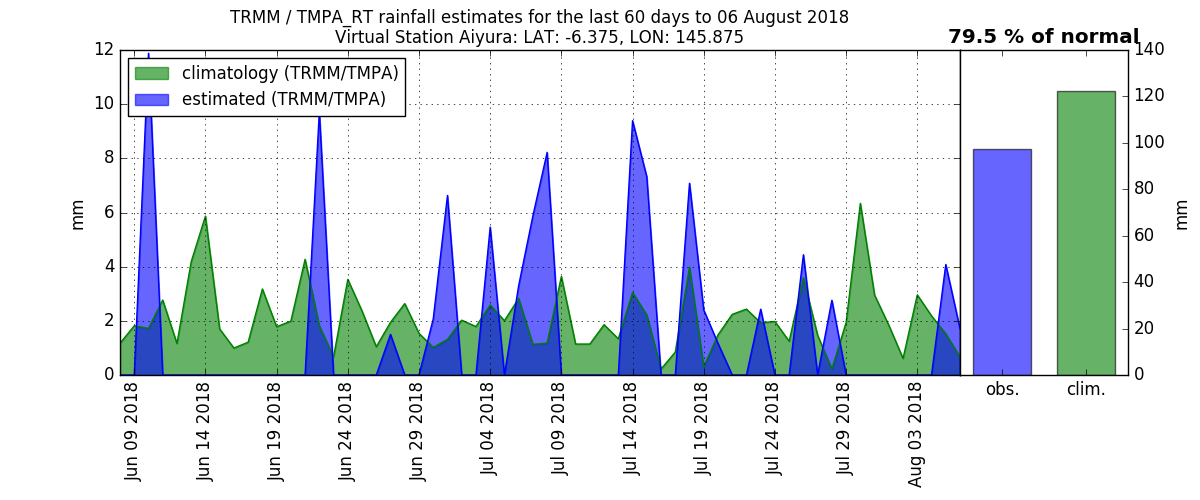 TRMM / TMPA_RT rainfall estimates for the last 60 days to 06 August 2018
Virtual Station Aiyura: LAT: -6.375, LON: 145.875
79.5 % of normal
climatology (TRMM/TMPA)
estimated (TRMM/TMPA)
mm
12
10
8
6
4
2
0
Jun 09 2018
Jun 14 2018
Jun 19 2018
Jun 24 2018
Jun 29 2018
Jul 04 2018
Jul 09 2018
Jul 14 2018
Jul 19 2018
Jul 24 2018
Jul 29 2018
Aug 03 2018
obs.
clim.
140
120
100
80
60
40
20
0
mm